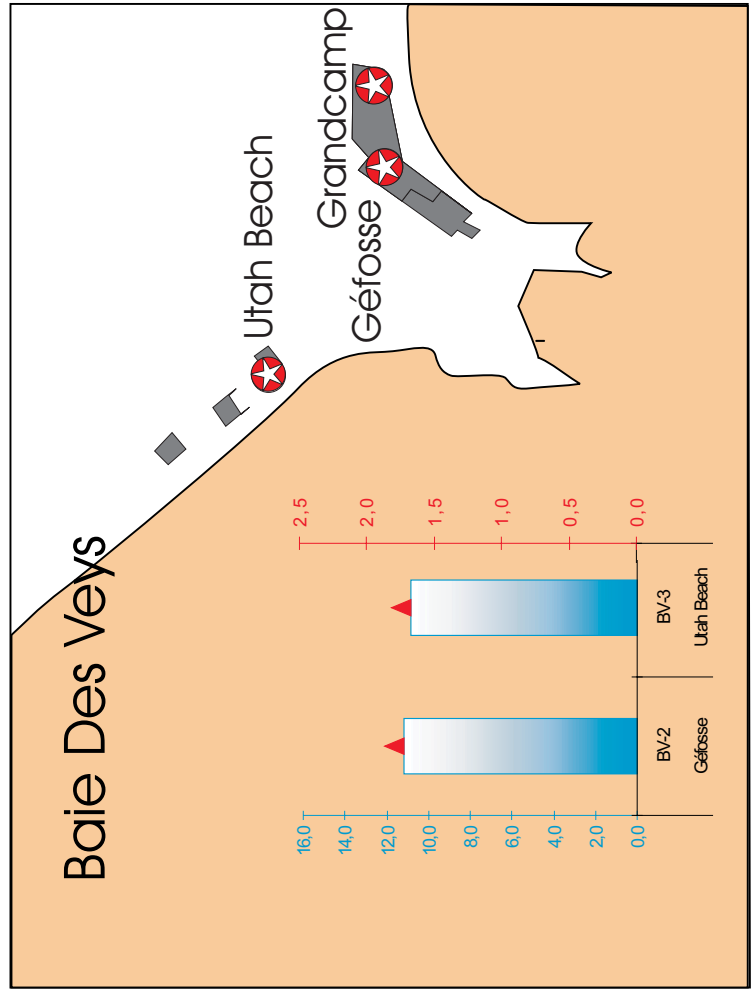 Baie Des Veys
Utah Beach
Grandcamp
Géfosse
16,0
14,0
12,0
10,0
8,0
6,0
4,0
2,0
0,0
2,5
2,0
1,5
1,0
0,5
0,0
BV-2
BV-3
Géfosse
Utah Beach